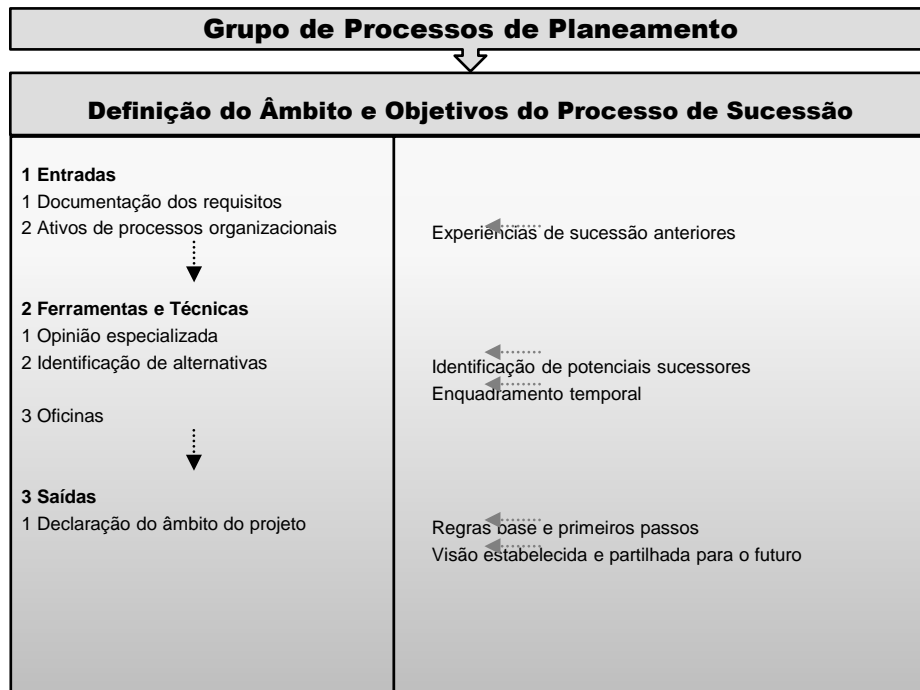 Grupo de Processos de Planeamento
Definição do Âmbito e Objetivos do Processo de Sucessão
1 Entradas
1 Documentação dos requisitos
2 Ativos de processos organizacionais
Experiências de sucessão anteriores
2 Ferramentas e Técnicas
1 Opinião especializada
2 Identificação de alternativas
Identificação de potenciais sucessores
Enquadramento temporal
3 Oficinas
3 Saídas
1 Declaração do âmbito do projeto
Regras base e primeiros passos
Visão estabelecida e partilhada para o futuro